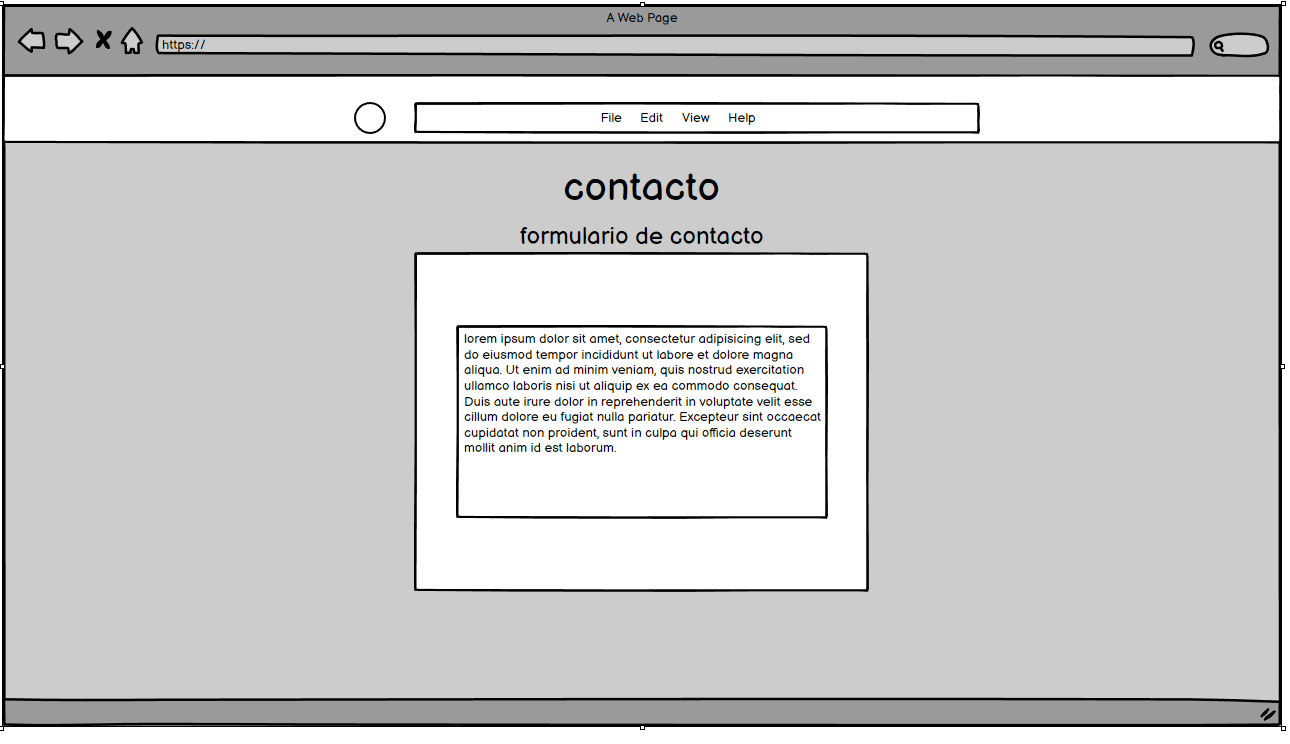 A Web Page
https://
File Edit View Help
contacto
formulario de contacto
lorem ipsum dolor sit amet, consectetur adipisicing elit, sed
do eiusmod tempor incididunt ut labore et dolore magna
aliqua. Ut enim ad minim veniam, quis nostrud exercitation
ullamco laboris nisi ut aliquip ex ea commodo consequat.
Duis aute irure dolor in reprehenderit in voluptate velit esse
cillum dolore eu fugiat nulla pariatur. Excepteur sint occaecat
cupidatat non proident, sunt in culpa qui officia deserunt
mollit anim id est laborum.